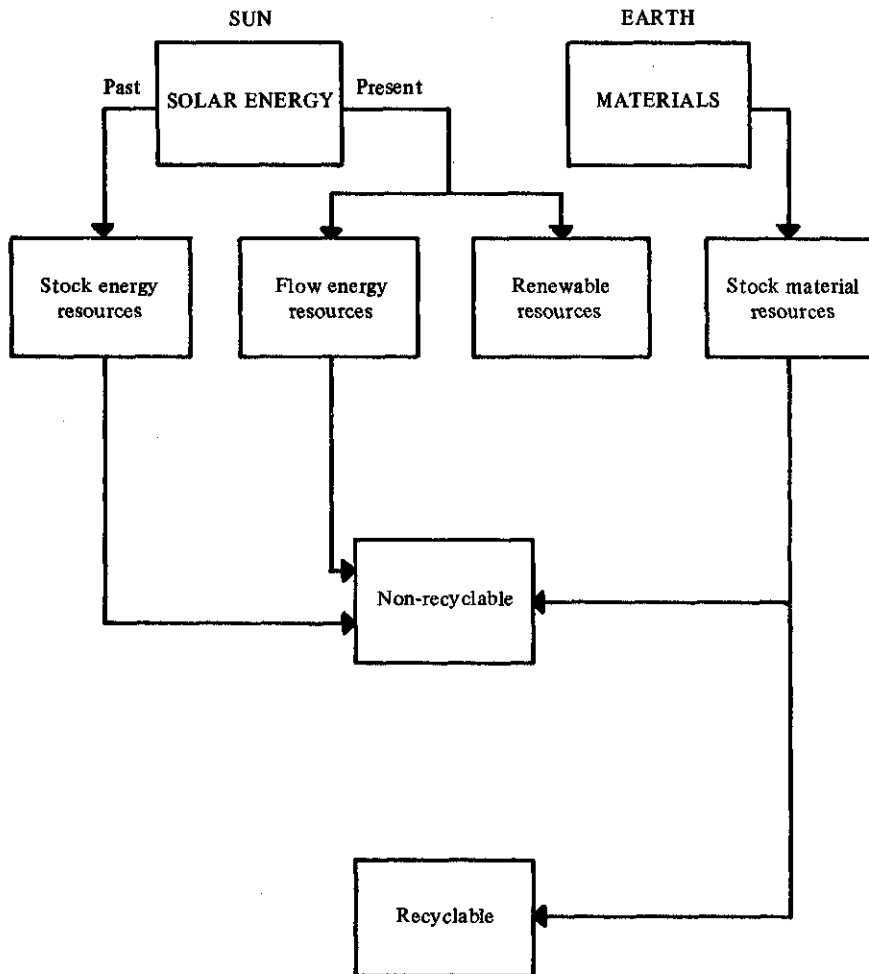 SUN
EARTH
Past
SOLAR ENERGY
Present
MATERIALS
Stock energy
resources
Flow energy
resources
Renewable
resources
Stock material
resources
Non-recyclable
Recyclable